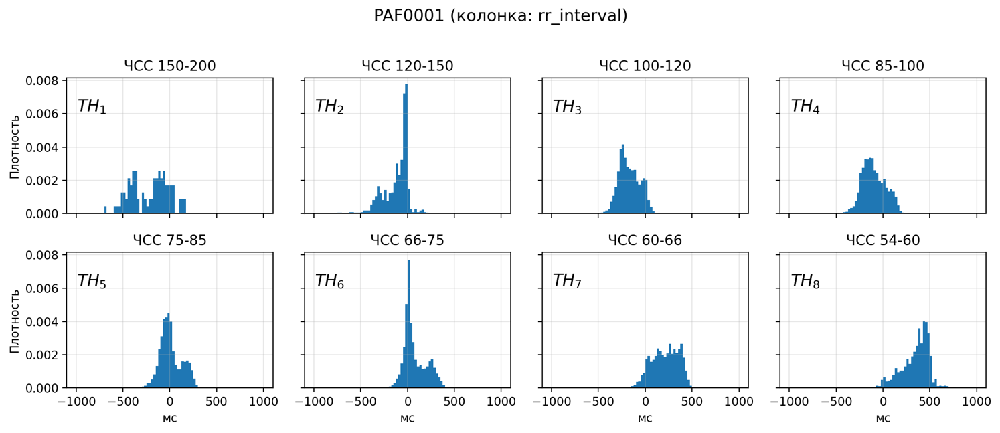 PAF0001 (колонка: rr_interval)
ЧСС 150-200
ЧСС 120-150
ЧСС 100-120
ЧСС 85-100
0.008
0.006
0.004
0.002
0.000
Плотность
TH₁
TH₂
TH₃
TH₄
ЧСС 75-85
ЧСС 66-75
ЧСС 60-66
ЧСС 54-60
0.008
0.006
0.004
0.002
0.000
Плотность
TH₅
TH₆
TH₇
TH₈
−1000 −500 0 500 1000
−1000 −500 0 500 1000
−1000 −500 0 500 1000
−1000 −500 0 500 1000
мс
мс
мс
мс